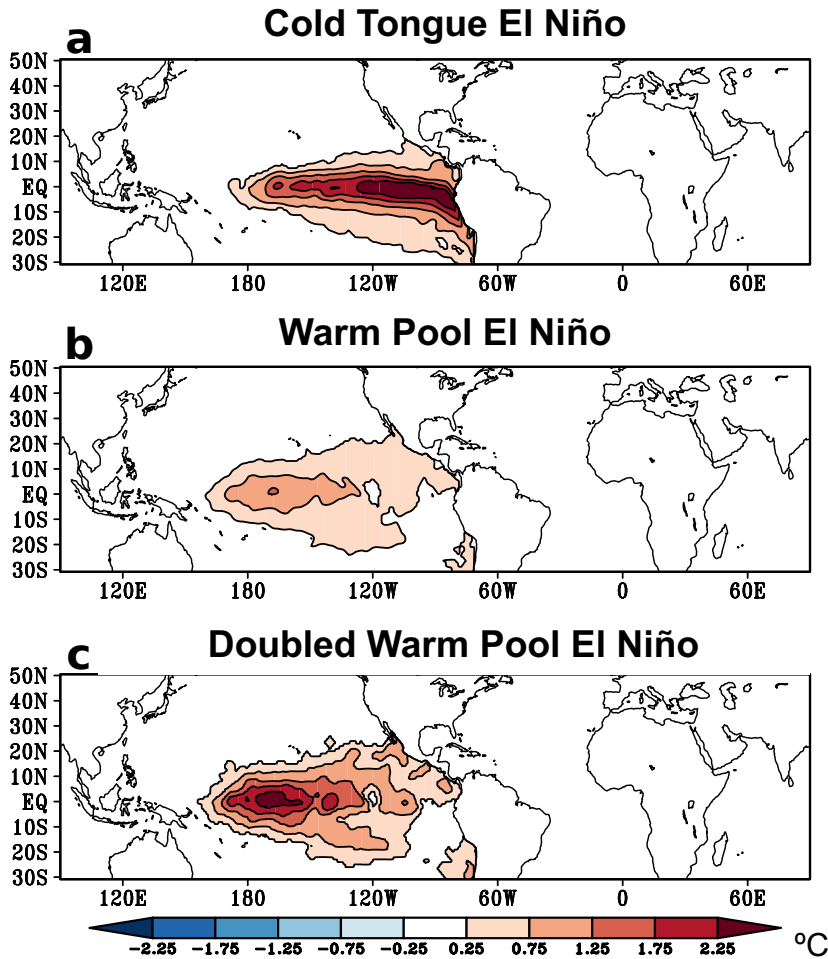 Cold Tongue El Niño
a
50N
40N
30N
20N
10N
EQ
10S
20S
30S
120E 180 120W 60W 0 60E
Warm Pool El Niño
b
50N
40N
30N
20N
10N
EQ
10S
20S
30S
120E 180 120W 60W 0 60E
Doubled Warm Pool El Niño
c
50N
40N
30N
20N
10N
EQ
10S
20S
30S
120E 180 120W 60W 0 60E
-2.25 -1.75 -1.25 -0.75 -0.25 0.25 0.75 1.25 1.75 2.25 ºC